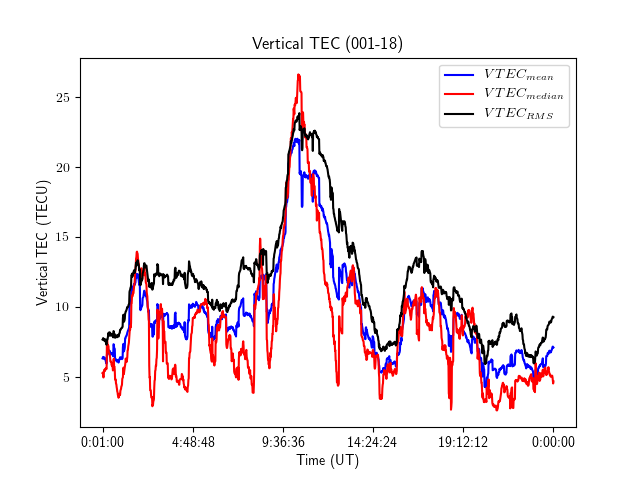 Vertical TEC (001-18)
VTEC_mean
VTEC_median
VTEC_RMS
Vertical TEC (TECU)
25
20
15
10
5
0:01:00 4:48:48 9:36:36 14:24:24 19:12:12 0:00:00
Time (UT)